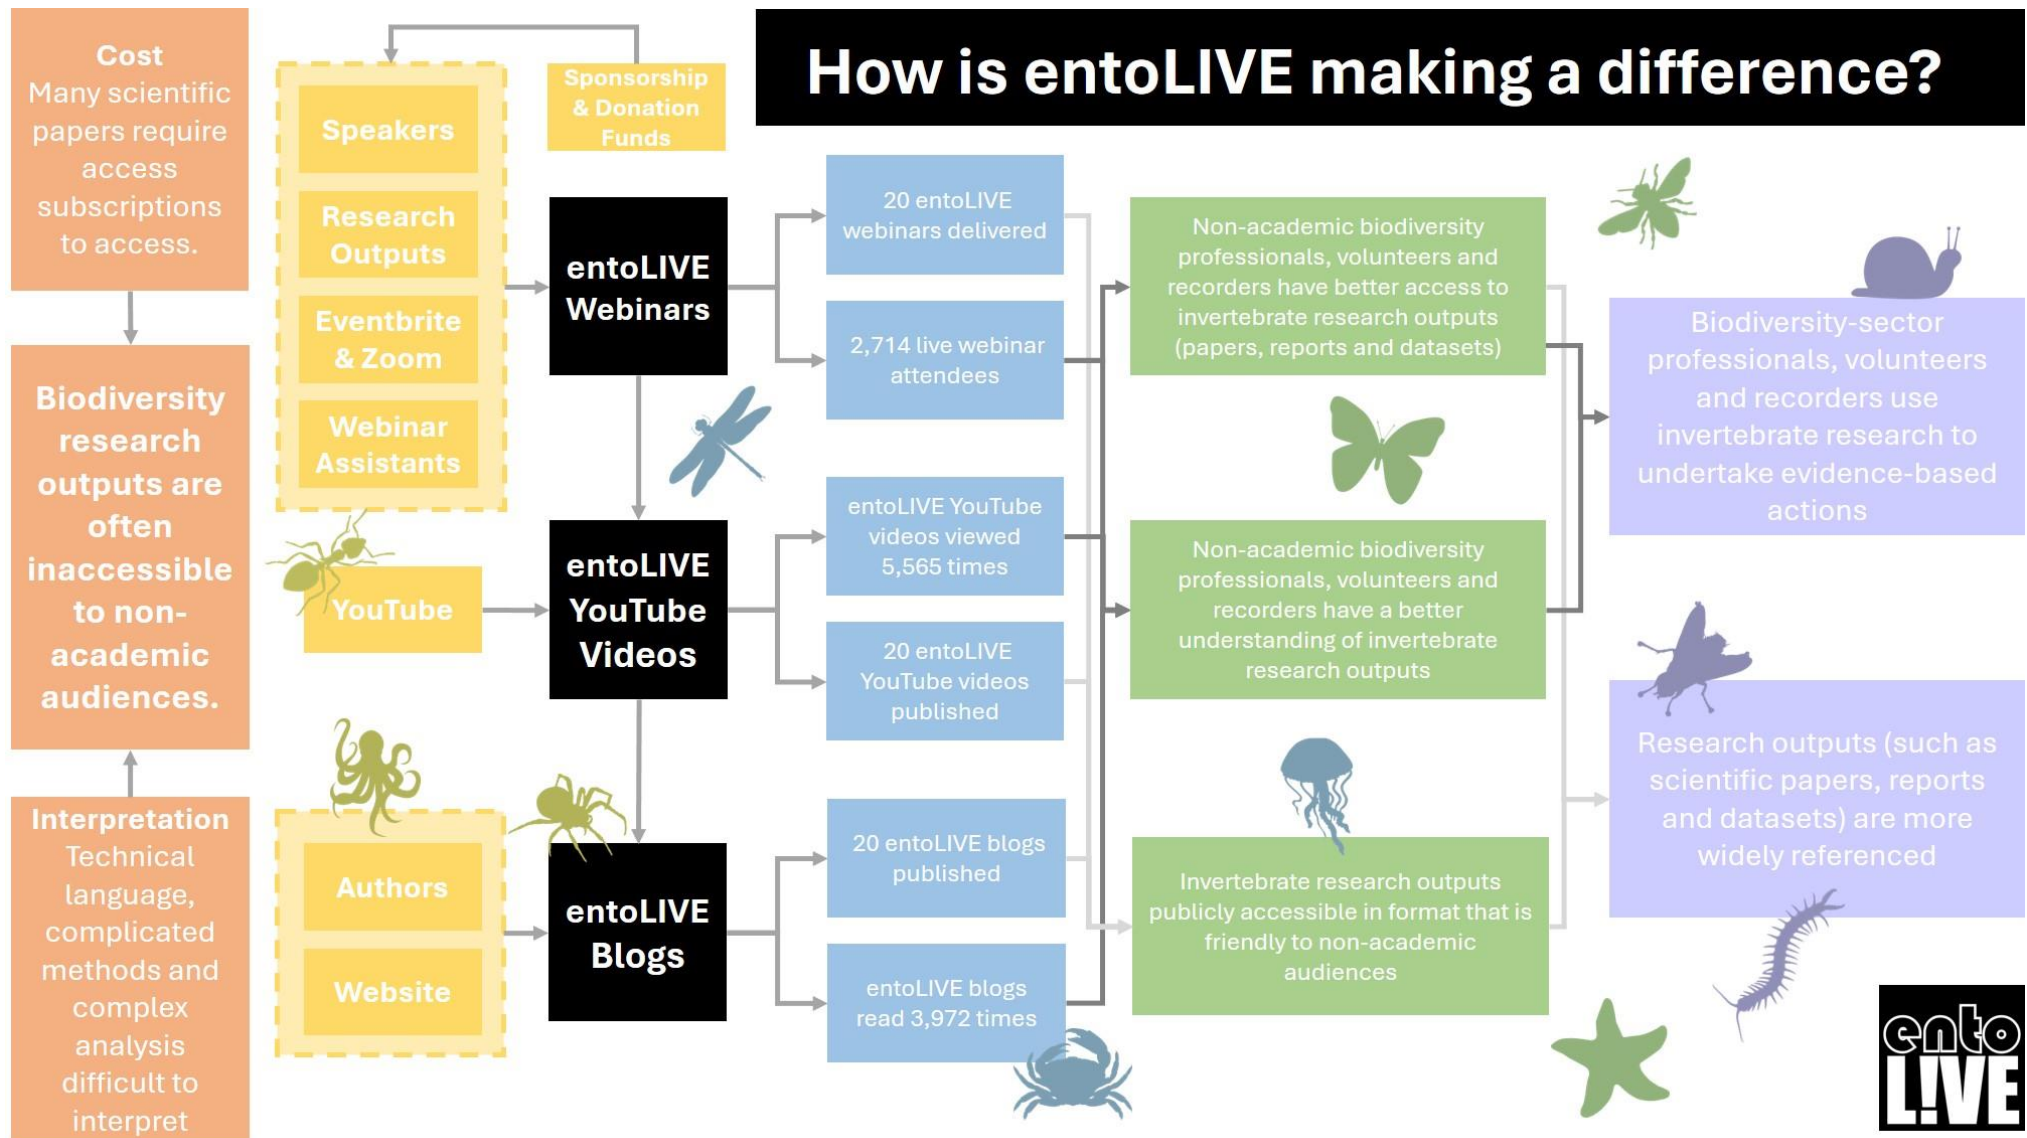 How is entoLIVE making a difference?
Cost
Many scientific
papers require
access
subscriptions
to access.
Biodiversity
research
outputs are
often
inaccessible
to non-
academic
audiences.
Interpretation
Technical
language,
complicated
methods and
complex
analysis
difficult to
interpret
Sponsorship
& Donation
Funds
Speakers
Research
Outputs
Eventbrite
& Zoom
Webinar
Assistants
YouTube
Authors
Website
entoLIVE
Webinars
entoLIVE
YouTube
Videos
entoLIVE
Blogs
20 entoLIVE
webinars delivered
2,714 live webinar
attendees
entoLIVE YouTube
videos viewed
5,565 times
20 entoLIVE
YouTube videos
published
20 entoLIVE blogs
published
entoLIVE blogs
read 3,972 times
Non-academic biodiversity
professionals, volunteers and
recorders have better access to
invertebrate research outputs
(papers, reports and datasets)
Non-academic biodiversity
professionals, volunteers and
recorders have a better
understanding of invertebrate
research outputs
Invertebrate research outputs
publicly accessible in format that is
friendly to non-academic
audiences
Biodiversity-sector
professionals, volunteers
and recorders use
invertebrate research to
undertake evidence-based
actions
Research outputs (such as
scientific papers, reports
and datasets) are more
widely referenced
ento
L!VE